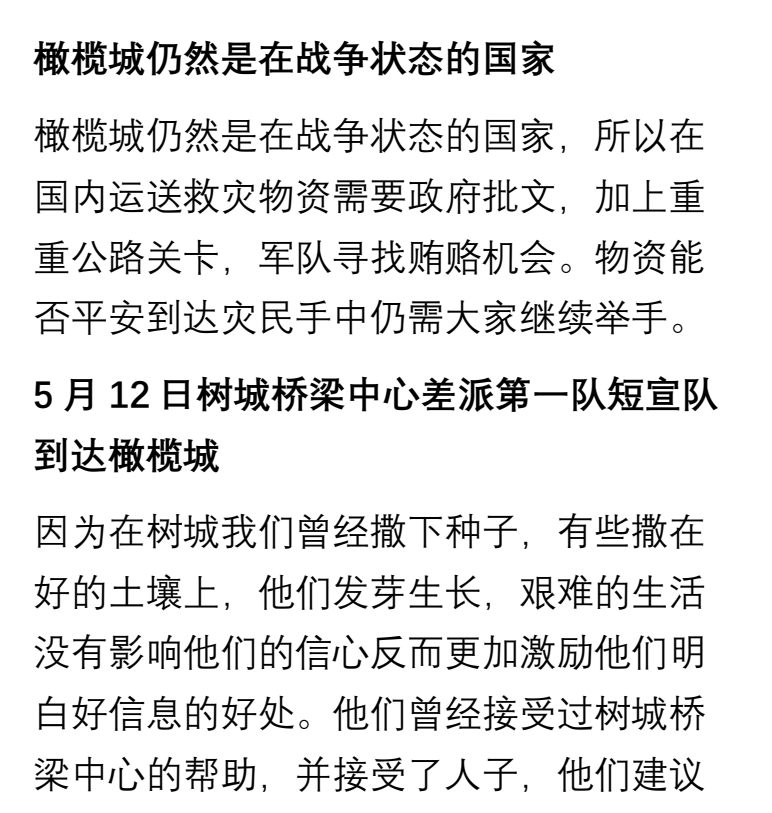 橄榄城仍然是在战争状态的国家
橄榄城仍然是在战争状态的国家，所以在
国内运送救灾物资需要政府批文，加上重
重公路关卡，军队寻找贿赂机会。物资能
否平安到达灾民手中仍需大家继续举手。
5 月 12 日树城桥梁中心差派第一队短宣队
到达橄榄城
因为在树城我们曾经撒下种子，有些撒在
好的土壤上，他们发芽生长，艰难的生活
没有影响他们的信心反而更加激励他们明
白好信息的好处。他们曾经接受过树城桥
梁中心的帮助，并接受了人子，他们建议